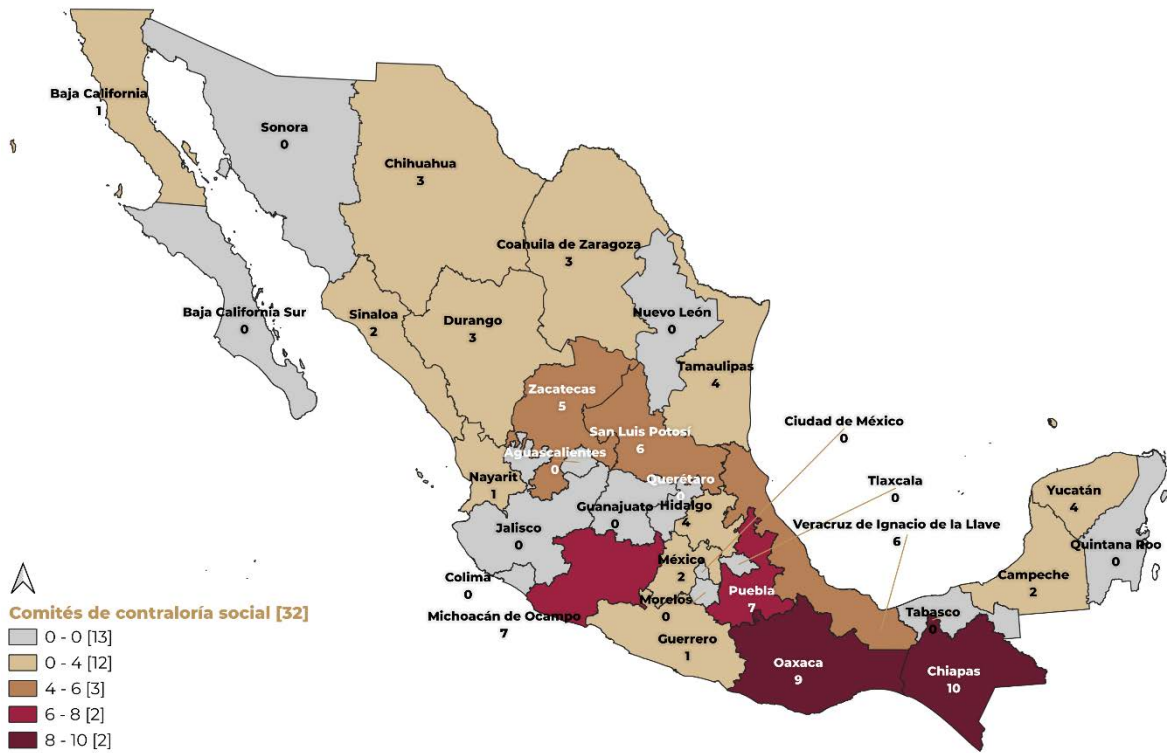 Baja California
1
Sonora
0
Chihuahua
3
Coahuila de Zaragoza
3
Baja California Sur
0
Sinaloa
2
Durango
3
Nuevo León
0
Tamaulipas
4
Zacatecas
5
San Luis Potosí
6
Ciudad de México
0
Aguascalientes
0
Nayarit
1
Querétaro
0
Tlaxcala
0
Yucatán
4
Guanajuato
0
Hidalgo
4
Veracruz de Ignacio de la Llave
6
Jalisco
0
Quintana Roo
0
México
2
Campeche
2
Colima
0
Morelos
0
Puebla
7
Tabasco
0
Michoacán de Ocampo
7
Guerrero
1
Oaxaca
9
Chiapas
10
Comités de contraloría social [32]
0 - 0 [13]
0 - 4 [12]
4 - 6 [3]
6 - 8 [2]
8 - 10 [2]